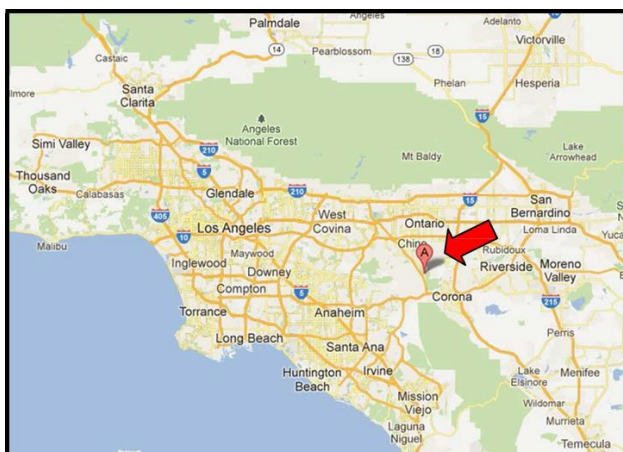 Palmdale
Angeles
Adelanto
Victorville
14
Pearblossom
138
18
Castaic
Santa
Clarita
Phelan
Hesperia
lmore
Angeles
National Forest
15
Simi Valley
5
210
Mt Baldy
Lake
Arrowhead
Thousand
Oaks
Calabasas
Glendale
210
15
San
Bernardino
405
10
Los Angeles
West
Covina
Ontario
Loma Linda
Yuca
Malibu
Maywood
Chino
A
Rubidoux
Inglewood
Downey
Riverside
Moreno
Valley
Compton
5
Corona
215
Torrance
Anaheim
Long Beach
Santa Ana
Perris
Huntington
Beach
Irvine
Lake
Elsinore
Menifee
Mission
Viejo
Wildomar
Murrieta
Laguna
Niguel
Temecula